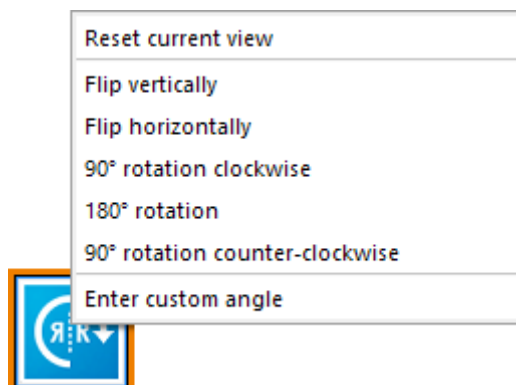 Reset current view
Flip vertically
Flip horizontally
90° rotation clockwise
180° rotation
90° rotation counter-clockwise
Enter custom angle
ЯR